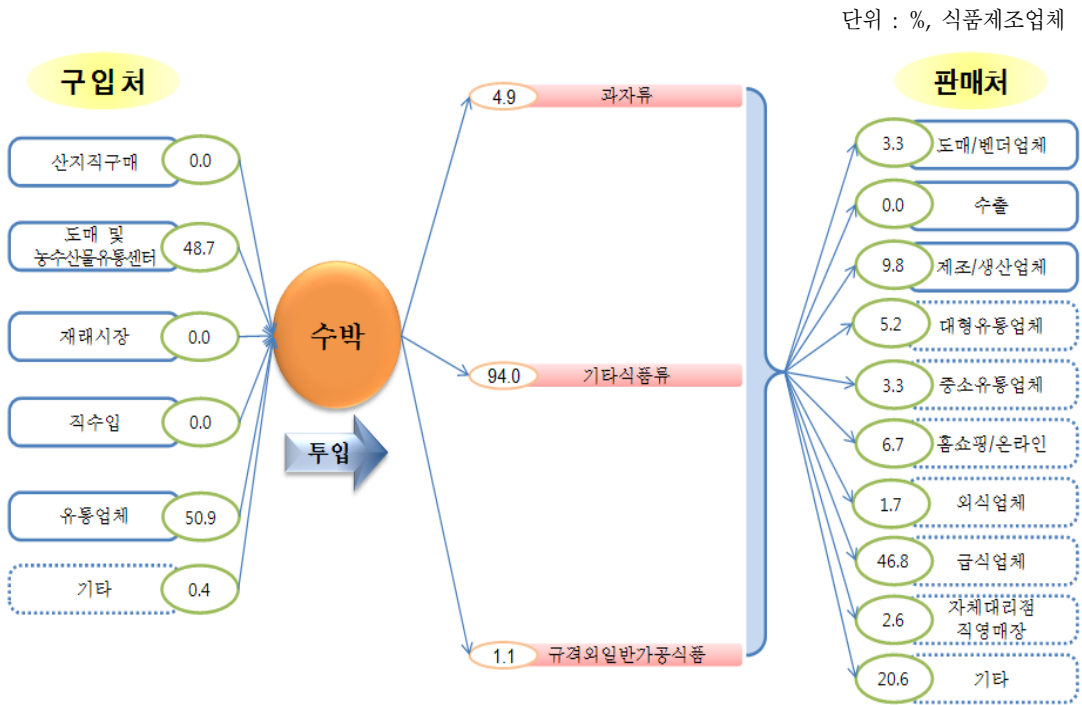 단위 : %, 식품제조업체
구입처
산지직구매 0.0
도매 및
농수산물유통센터 48.7
재래시장 0.0
직수입 0.0
유통업체 50.9
기타 0.4
수박
투입
4.9 과자류
94.0 기타식품류
1.1 규격외일반가공식품
판매처
3.3 도매/벤더업체
0.0 수출
9.8 제조/생산업체
5.2 대형유통업체
3.3 중소유통업체
6.7 홈쇼핑/온라인
1.7 외식업체
46.8 급식업체
2.6 자체대리점
직영매장
20.6 기타